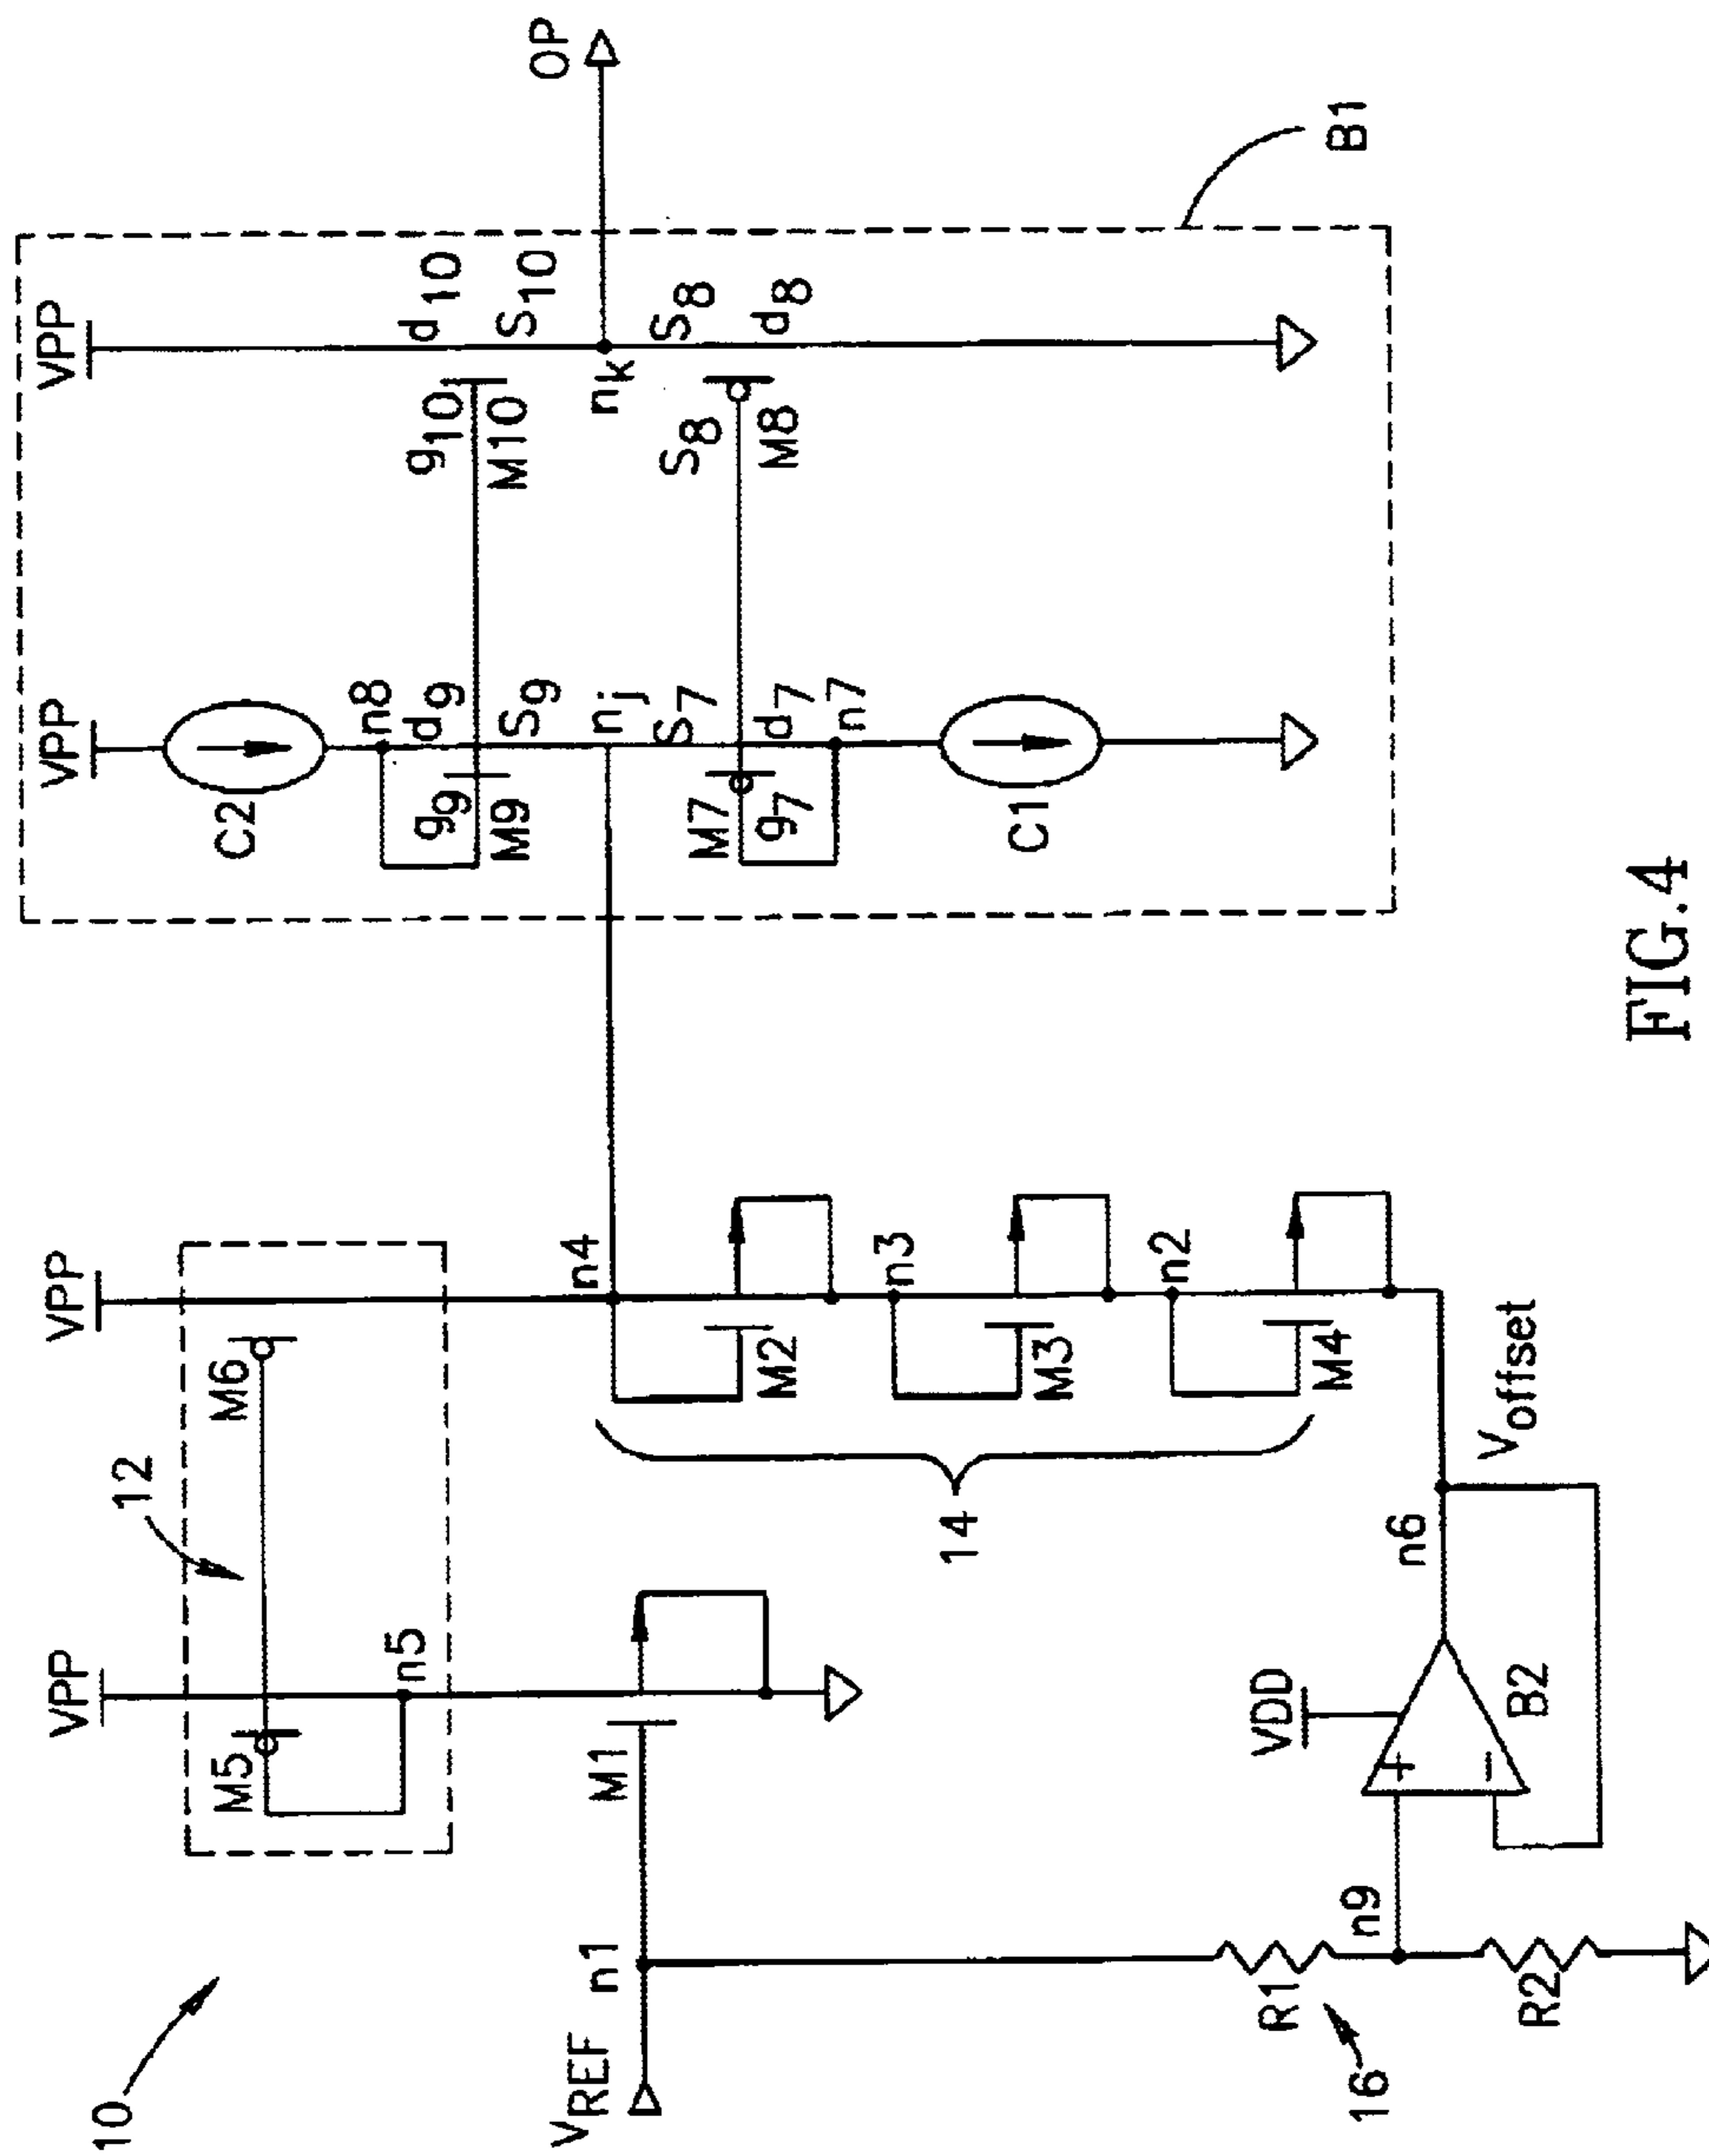 10
12
VPP
VPP
VPP
VPP
M5
M6
n5
C2
n8
d9
g9
S9
M9
d10
g10
S10
M10
VREF
n1
M1
n4
nj
nk
OP
M2
14
n3
M3
n2
M4
M7
S7
g7
d7
n7
S8
S8
M8
d8
C1
VDD
R1
16
n9
+
−
B2
n6
Voffset
R2
B1
FIG.4